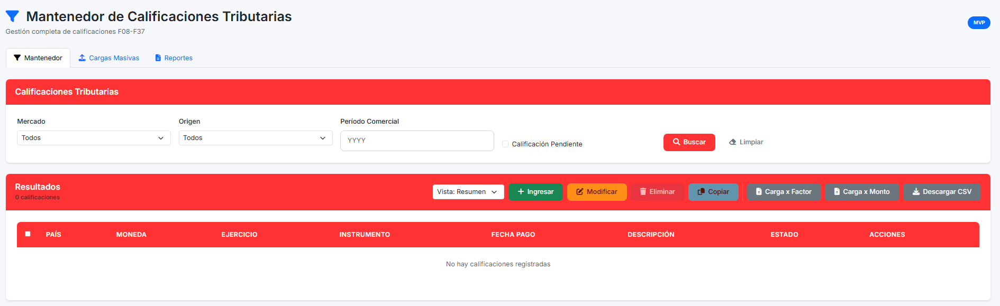 Mantenedor de Calificaciones Tributarias
Gestión completa de calificaciones F08-F37
MVP
Mantenedor
Cargas Masivas
Reportes
Calificaciones Tributarias
Mercado
Origen
Período Comercial
Todos
Todos
YYYY
Calificación Pendiente
Buscar
Limpiar
Resultados
0 calificaciones
Vista: Resumen
Ingresar
Modificar
Eliminar
Copiar
Carga x Factor
Carga x Monto
Descargar CSV
PAÍS
MONEDA
EJERCICIO
INSTRUMENTO
FECHA PAGO
DESCRIPCIÓN
ESTADO
ACCIONES
No hay calificaciones registradas